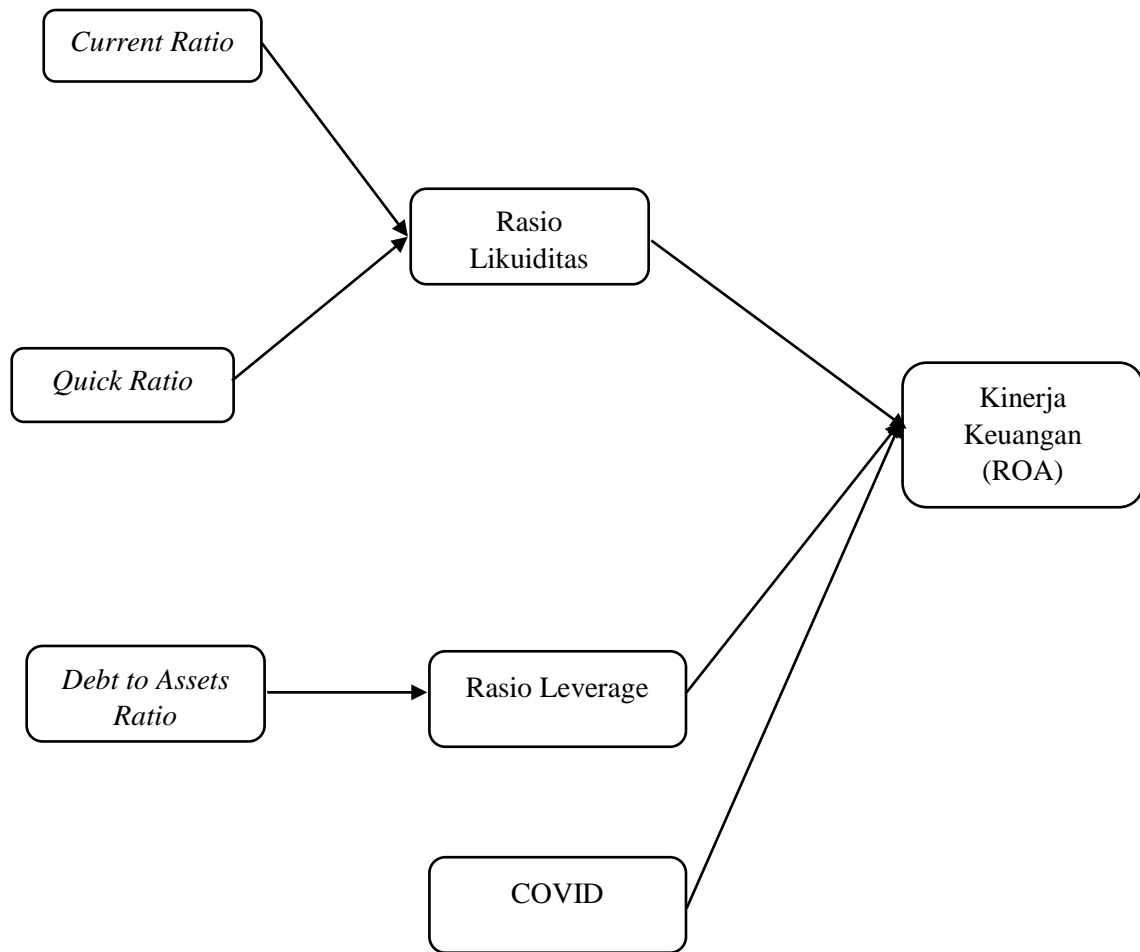 Current Ratio
Rasio
Likuiditas
Quick Ratio
Kinerja
Keuangan
(ROA)
Debt to Assets
Ratio
Rasio Leverage
COVID